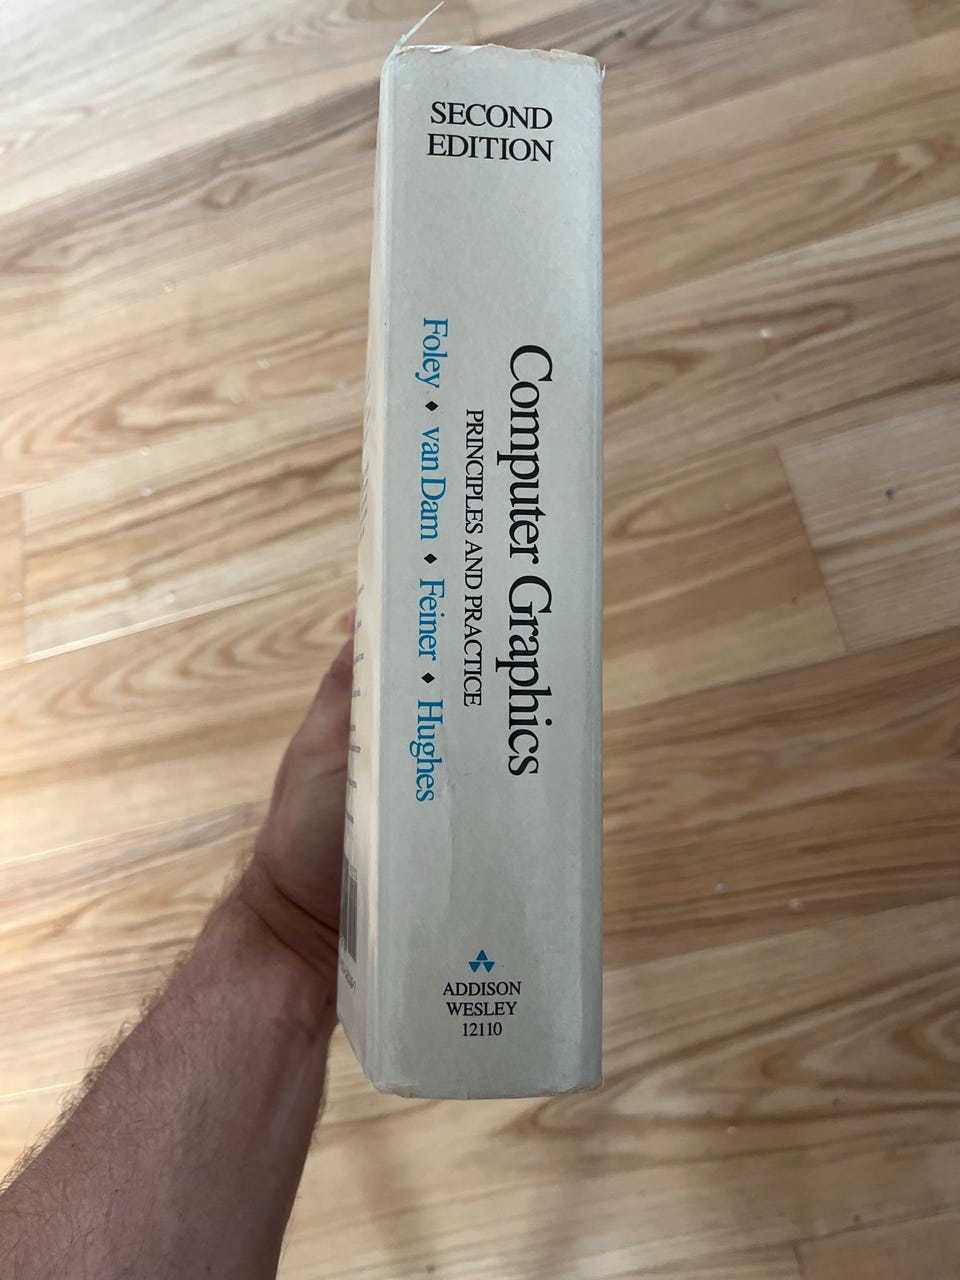 SECOND
EDITION
Computer Graphics
PRINCIPLES AND PRACTICE
Foley ◆ van Dam ◆ Feiner ◆ Hughes
ADDISON
WESLEY
12110